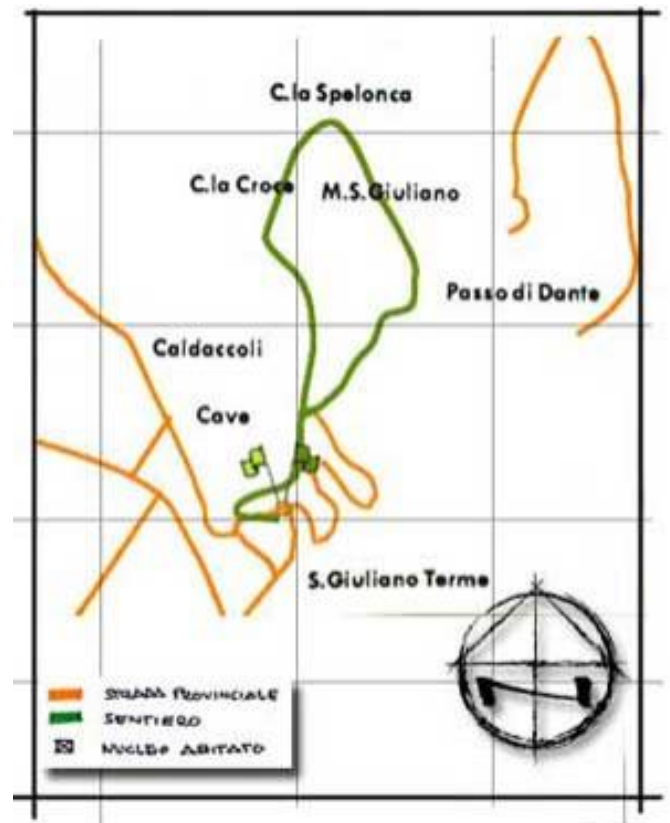 C.la Spelonca
C.la Croce
M.S.Giuliano
Passo di Dante
Caldaccoli
Cave
S.Giuliano Terme
STRADA PROVINCIALE
SENTIERO
NUCLEO ABITATO